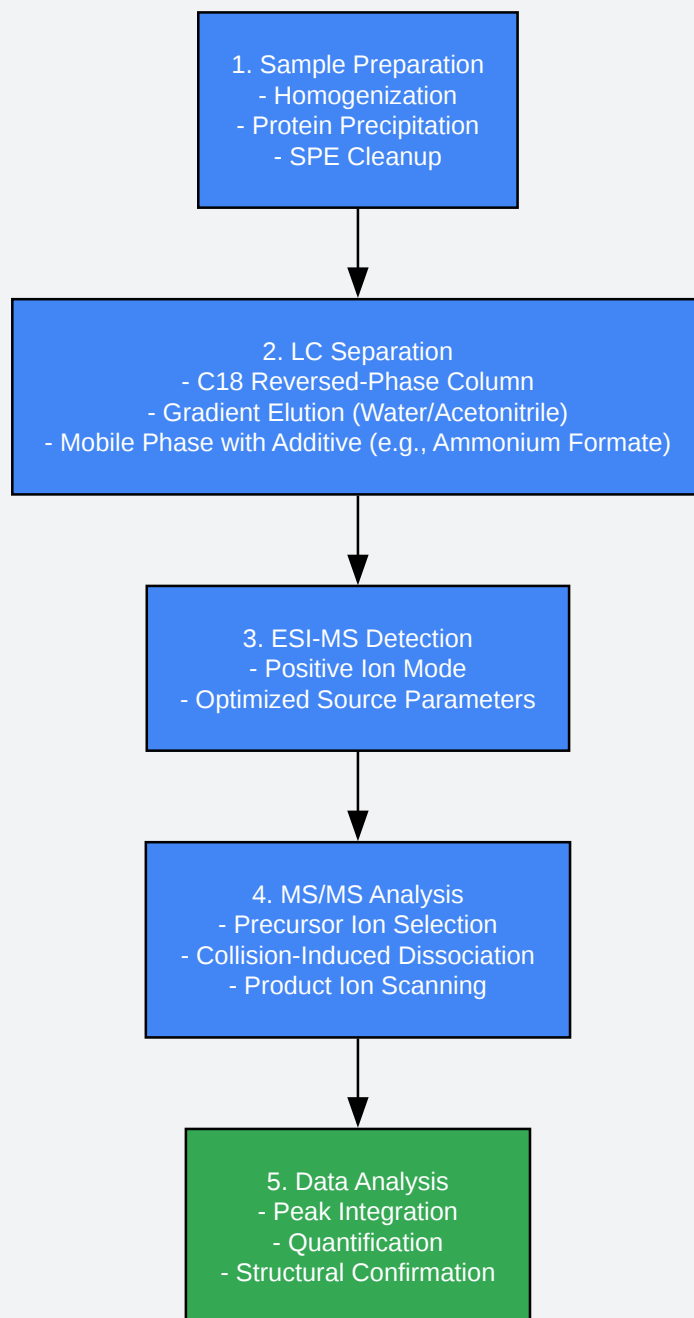 1. Sample Preparation
- Homogenization
- Protein Precipitation
- SPE Cleanup
2. LC Separation
- C18 Reversed-Phase Column
- Gradient Elution (Water/Acetonitrile)
- Mobile Phase with Additive (e.g., Ammonium Formate)
3. ESI-MS Detection
- Positive Ion Mode
- Optimized Source Parameters
4. MS/MS Analysis
- Precursor Ion Selection
- Collision-Induced Dissociation
- Product Ion Scanning
5. Data Analysis
- Peak Integration
- Quantification
- Structural Confirmation